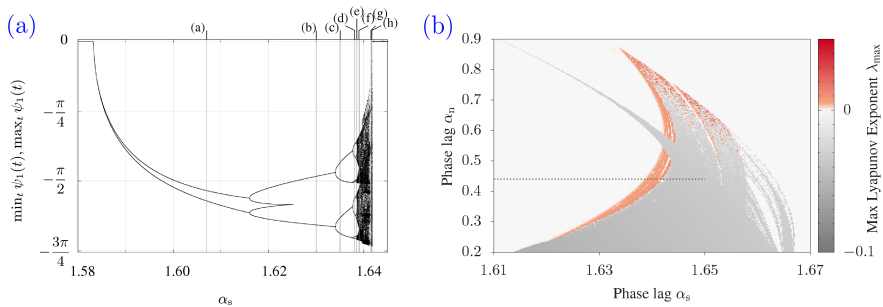 (a)
(a) (b) (c) (d) (e) (f) (g) (h)
min_t ψ₁(t), max_t ψ₁(t)
0
−π/4
−π/2
−3π/4
1.58 1.60 1.62 1.64
α_s
(b)
Phase lag α_n
0.9
0.8
0.7
0.6
0.5
0.4
0.3
0.2
1.61 1.63 1.65 1.67
Phase lag α_s
0
−0.1
Max Lyapunov Exponent λ_max